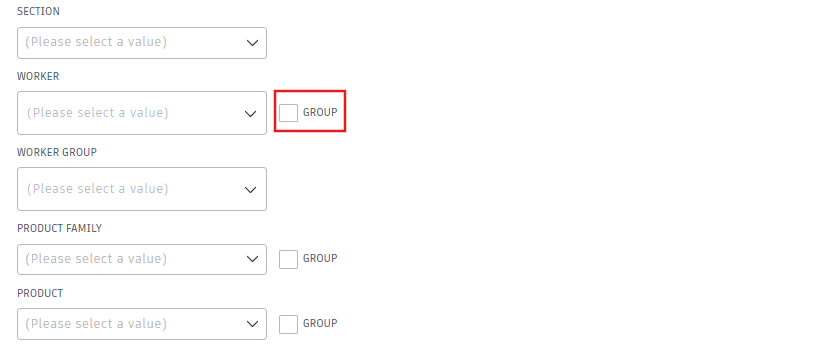 SECTION
(Please select a value)
WORKER
(Please select a value)
GROUP
WORKER GROUP
(Please select a value)
PRODUCT FAMILY
(Please select a value)
GROUP
PRODUCT
(Please select a value)
GROUP